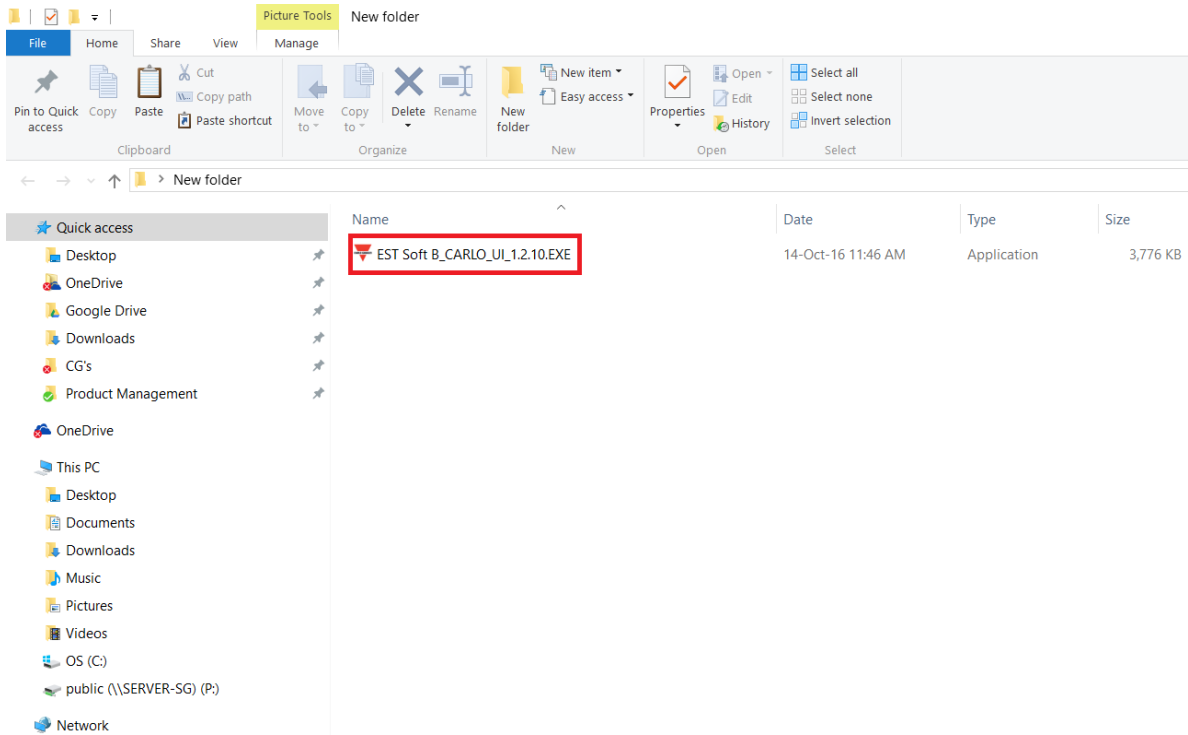 Picture Tools New folder
File Home Share View Manage
Pin to Quick access
Copy
Paste
Cut
Copy path
Paste shortcut
Clipboard
Move to
Copy to
Delete
Rename
Organize
New folder
New item
Easy access
New
Properties
Open
Edit
History
Open
Select all
Select none
Invert selection
Select
New folder
Name Date Type Size
EST Soft B_CARLO_UI_1.2.10.EXE 14-Oct-16 11:46 AM Application 3,776 KB
Quick access
Desktop
OneDrive
Google Drive
Downloads
CG's
Product Management
OneDrive
This PC
Desktop
Documents
Downloads
Music
Pictures
Videos
OS (C:)
public (\\SERVER-SG) (P:)
Network